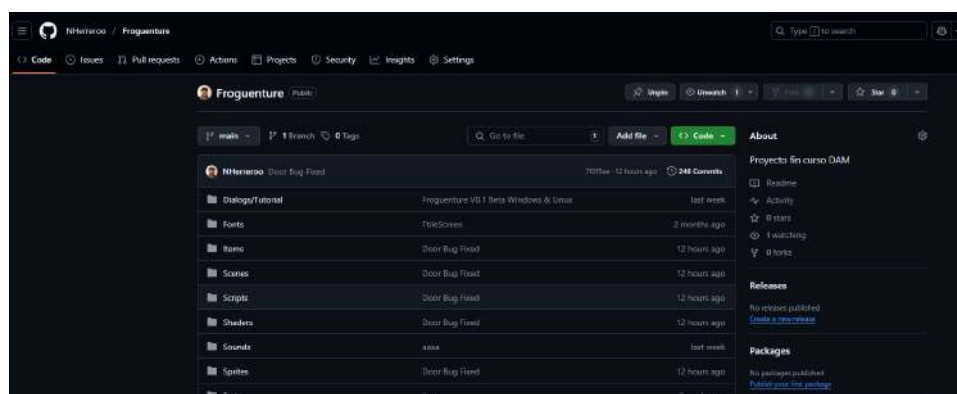 NHerreroo / Froguenture
Type / to search
Code Issues Pull requests Actions Projects Security Insights Settings
Froguenture Public
Unpin Unwatch 1 Star 0
main 1 Branch 0 Tags Go to file t Add file Code
About
Proyecto fin curso DAM
NHerreroo Door Bug Fixed 12 hours ago 246 Commits
Readme
Dialogs/Tutorial Froguenture V0.1 Beta Windows & Linux last week
Activity
Fonts TtileScreen 2 months ago
0 stars
1 watching
Items Door Bug Fixed 12 hours ago
0 forks
Scenes Door Bug Fixed 12 hours ago
Releases
Scripts Door Bug Fixed 12 hours ago
No releases published
Create a new release
Shaders Door Bug Fixed 12 hours ago
Sounds aaaa last week
Packages
Sprites Door Bug Fixed 12 hours ago
No packages published
Publish your first package